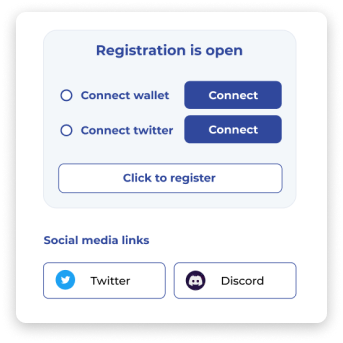 Registration is open
Connect wallet Connect
Connect twitter Connect
Click to register
Social media links
Twitter Discord